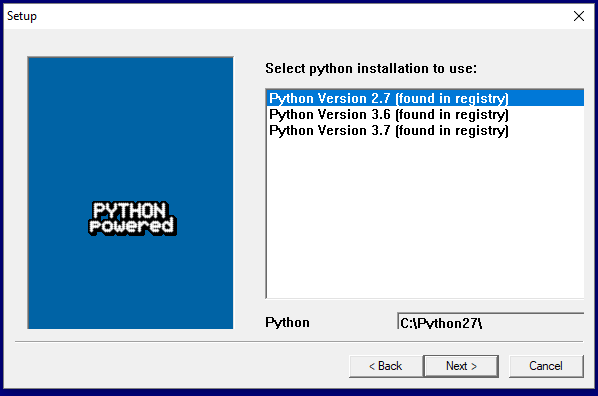 Setup
Select python installation to use:
Python Version 2.7 (found in registry)
Python Version 3.6 (found in registry)
Python Version 3.7 (found in registry)
PYTHON
powered
Python C:\Python27\
< Back Next > Cancel